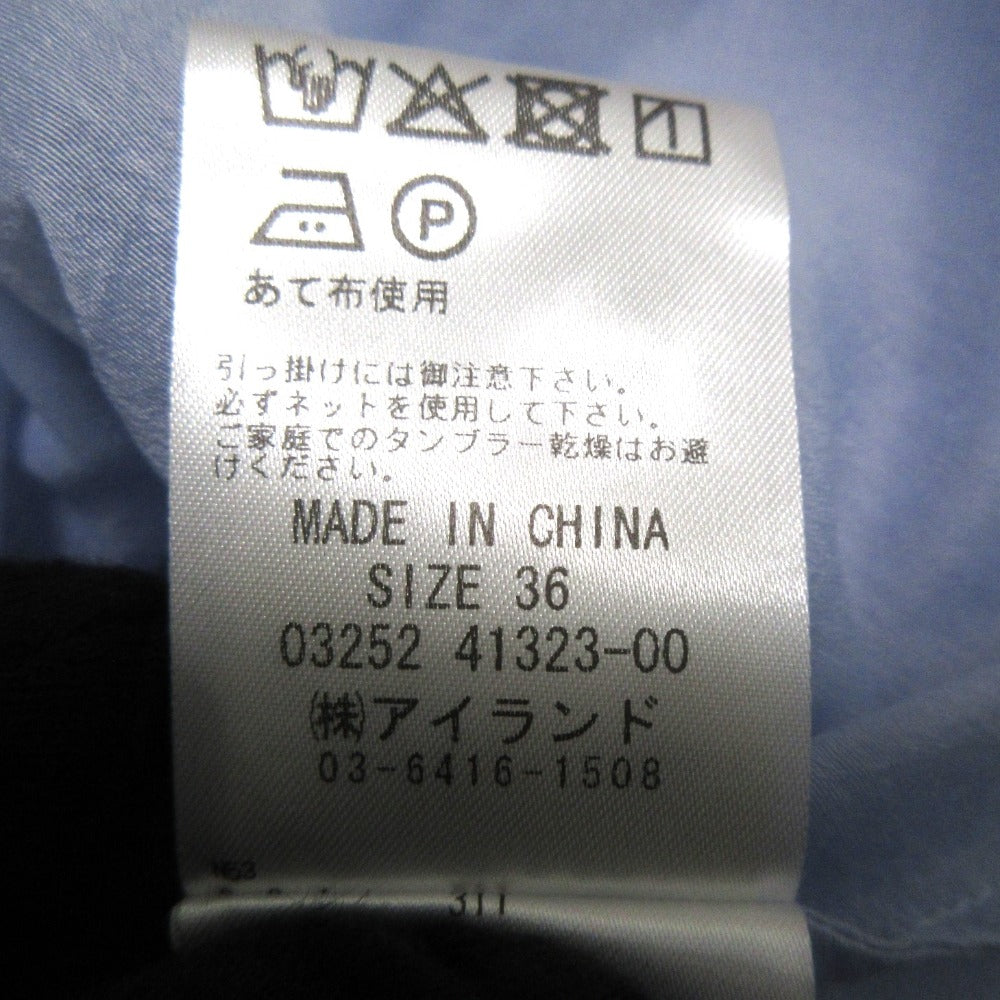 P
あて布使用
引っ掛けには御注意下さい。
必ずネットを使用して下さい。
ご家庭でのタンブラー乾燥はお避
けください。
MADE IN CHINA
SIZE 36
03252 41323-00
㈱アイランド
03-6416-1508
311